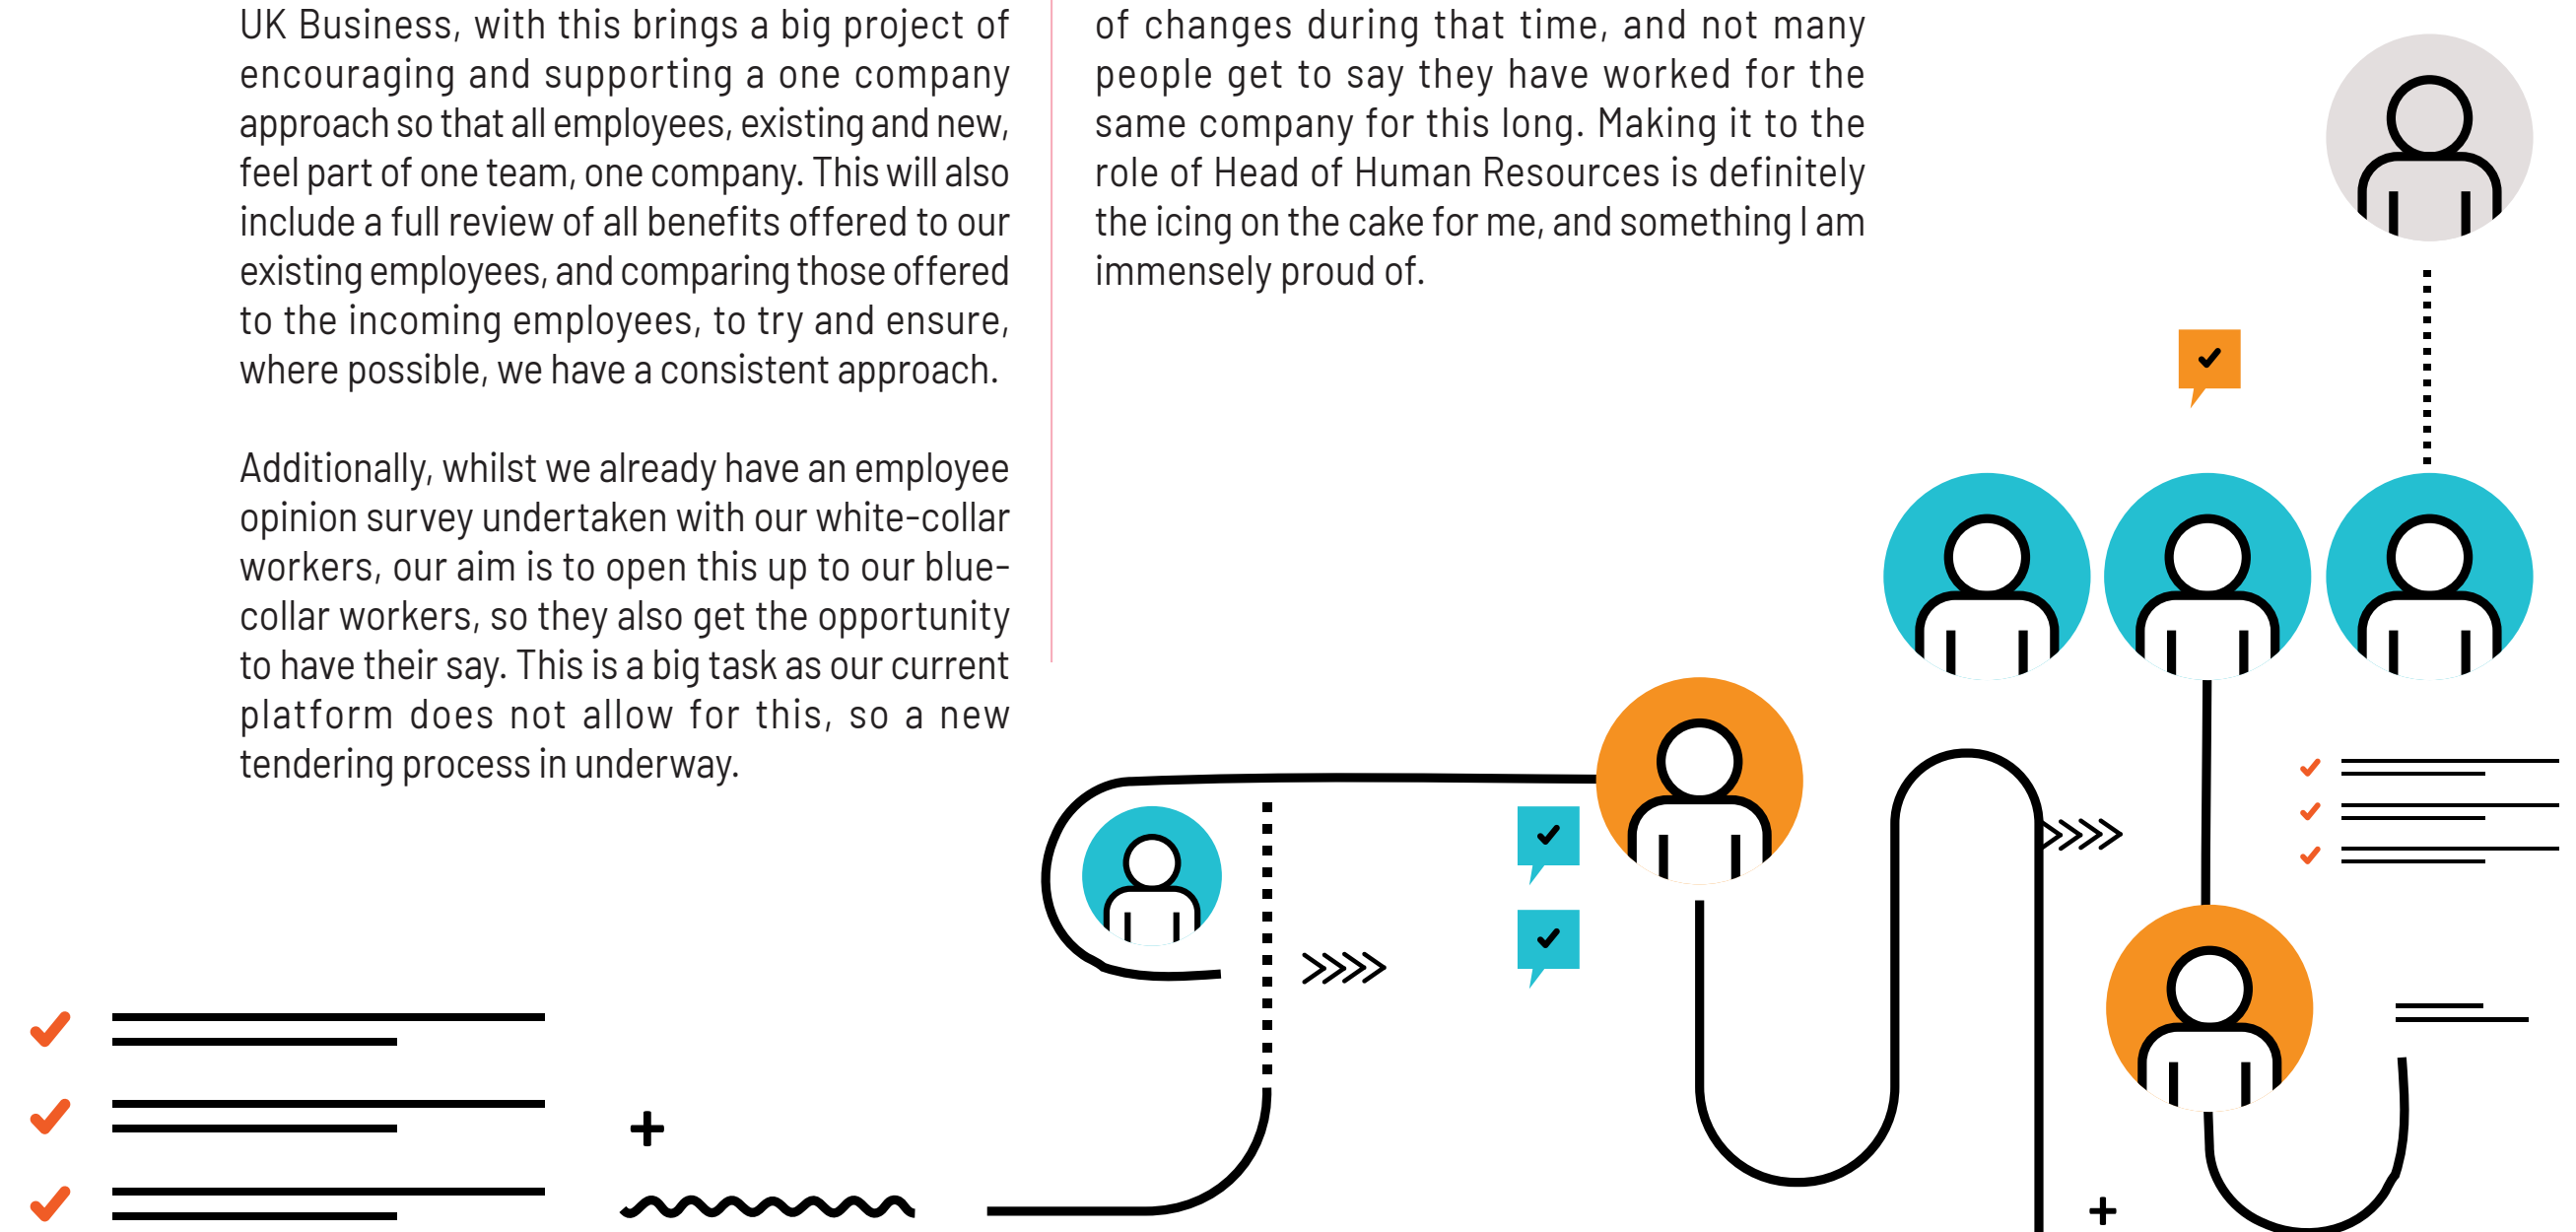 UK Business, with this brings a big project of
encouraging and supporting a one company
approach so that all employees, existing and new,
feel part of one team, one company. This will also
include a full review of all benefits offered to our
existing employees, and comparing those offered
to the incoming employees, to try and ensure,
where possible, we have a consistent approach.
Additionally, whilst we already have an employee
opinion survey undertaken with our white-collar
workers, our aim is to open this up to our blue-
collar workers, so they also get the opportunity
to have their say. This is a big task as our current
platform does not allow for this, so a new
tendering process in underway.
of changes during that time, and not many
people get to say they have worked for the
same company for this long. Making it to the
role of Head of Human Resources is definitely
the icing on the cake for me, and something I am
immensely proud of.